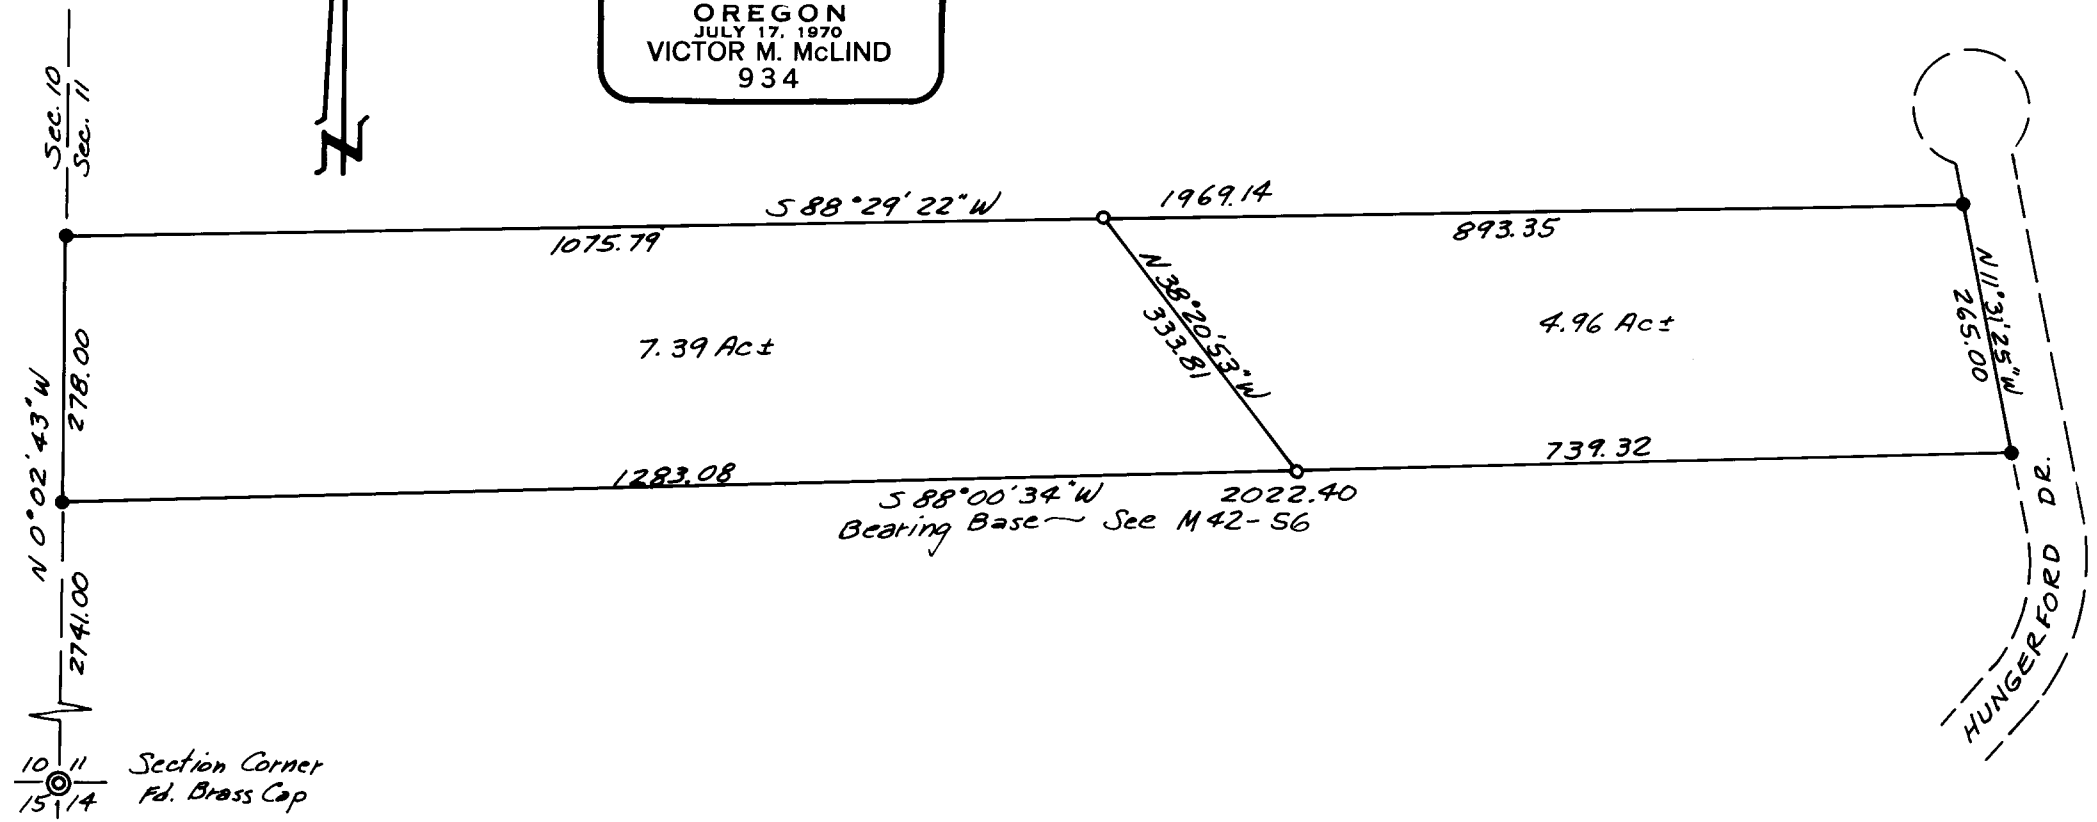 OREGON
JULY 17, 1970
VICTOR M. McLIND
934
Sec. 10
Sec. 11
N
S 88°29'22"W
1969.14
1075.79
893.35
N 38°20'53"W
333.81
N 11°31'25"W
265.00
7.39 Ac±
4.96 Ac±
N 0°02'43"W
278.00
1283.08
739.32
S 88°00'34"W
2022.40
Bearing Base ~ See M42-56
2741.00
HUNGERFORD DR.
10 11
15 14
Section Corner
Fd. Brass Cap